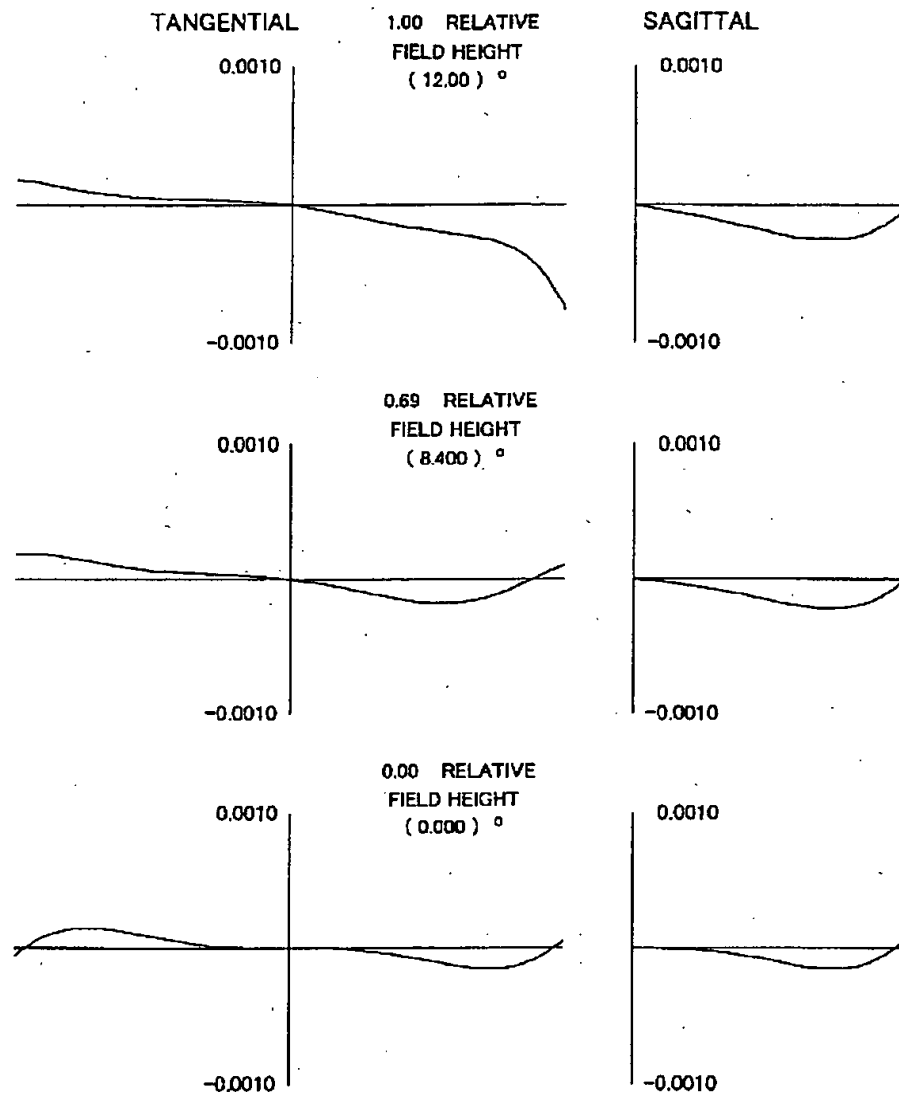 TANGENTIAL
1.00 RELATIVE
FIELD HEIGHT
( 12.00 ) °
SAGITTAL
0.0010
0.0010
-0.0010
-0.0010
0.69 RELATIVE
FIELD HEIGHT
( 8.400 ) °
0.0010
0.0010
-0.0010
-0.0010
0.00 RELATIVE
FIELD HEIGHT
( 0.000 ) °
0.0010
0.0010
-0.0010
-0.0010